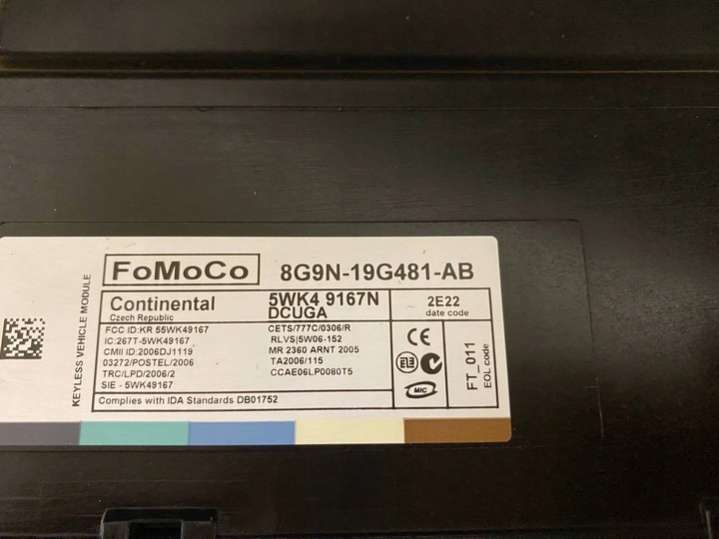 KEYLESS VEHICLE MODULE
FoMoCo
8G9N-19G481-AB
Continental
Czech Republic
5WK4 9167N
DCUGA
2E22
date code
FCC ID:KR 55WK49167
IC:267T-5WK49167
CMII ID:2006DJ1119
03272/POSTEL/2006
TRC/LPD/2006/2
SIE - 5WK49167
CETS/777C/0306/R
RLVS|5W06-152
MR 2360 ARNT 2005
TA2006/115
CCAE06LP0080T5
Complies with IDA Standards DB01752
CE
MIC
FT_011
EOL code